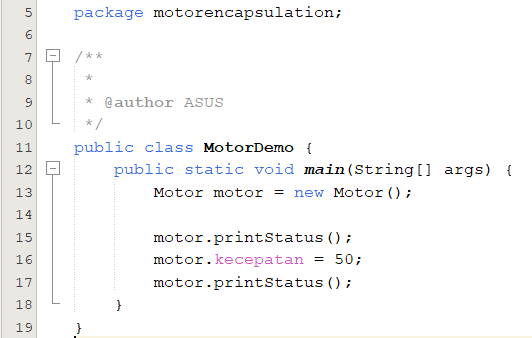 5 package motorencapsulation;
6
7 /**
8 *
9 * @author ASUS
10 */
11 public class MotorDemo {
12 public static void main(String[] args) {
13 Motor motor = new Motor();
14
15 motor.printStatus();
16 motor.kecepatan = 50;
17 motor.printStatus();
18 }
19 }